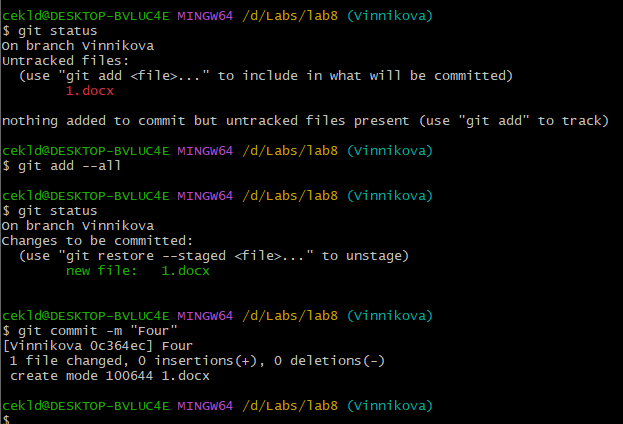 cekld@DESKTOP-BVLUC4E MINGW64 /d/Labs/lab8 (Vinnikova)
$ git status
On branch Vinnikova
Untracked files:
  (use "git add <file>..." to include in what will be committed)
        1.docx

nothing added to commit but untracked files present (use "git add" to track)

cekld@DESKTOP-BVLUC4E MINGW64 /d/Labs/lab8 (Vinnikova)
$ git add --all

cekld@DESKTOP-BVLUC4E MINGW64 /d/Labs/lab8 (Vinnikova)
$ git status
On branch Vinnikova
Changes to be committed:
  (use "git restore --staged <file>..." to unstage)
        new file:   1.docx


cekld@DESKTOP-BVLUC4E MINGW64 /d/Labs/lab8 (Vinnikova)
$ git commit -m "Four"
[Vinnikova 0c364ec] Four
 1 file changed, 0 insertions(+), 0 deletions(-)
 create mode 100644 1.docx

cekld@DESKTOP-BVLUC4E MINGW64 /d/Labs/lab8 (Vinnikova)
$